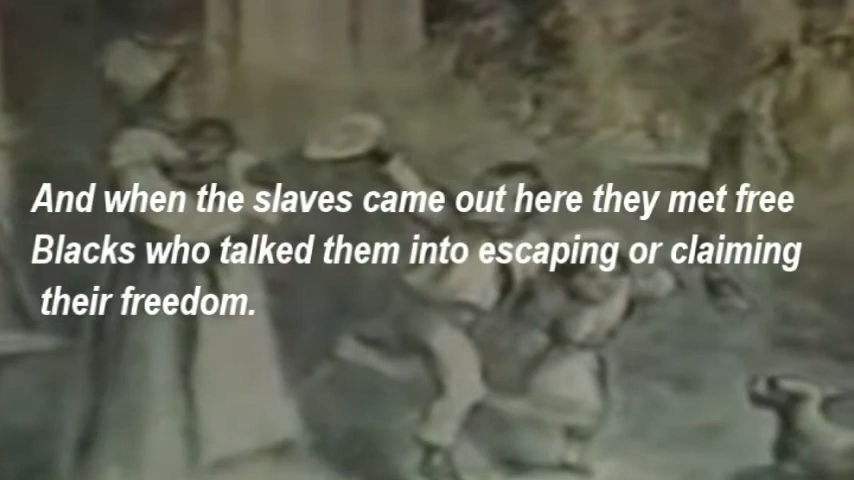 And when the slaves came out here they met free
Blacks who talked them into escaping or claiming
their freedom.